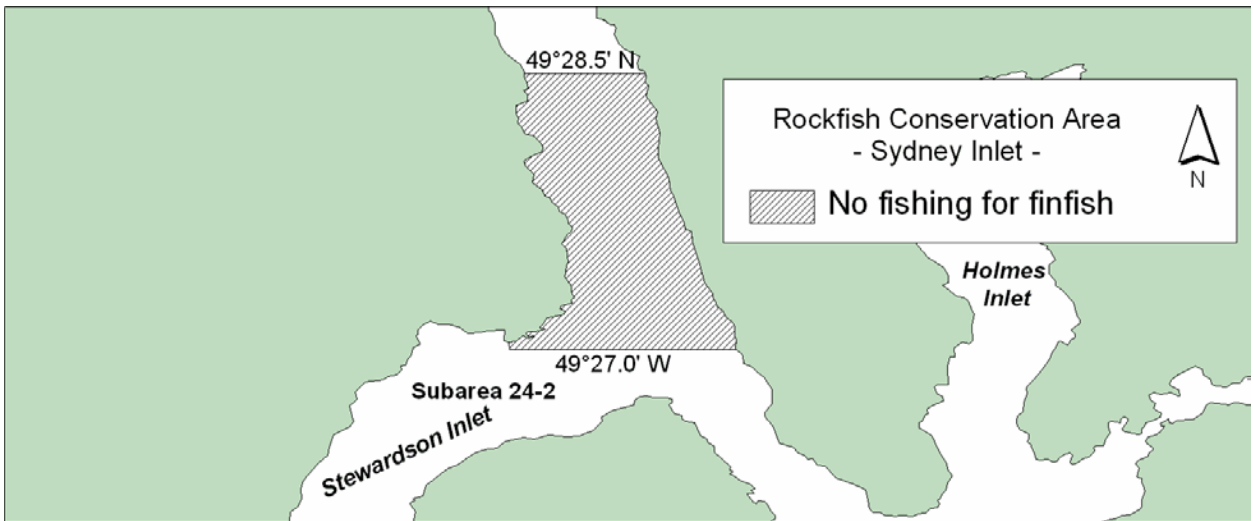 49°28.5' N
Rockfish Conservation Area
- Sydney Inlet -
N
No fishing for finfish
Holmes
Inlet
49°27.0' W
Subarea 24-2
Stewardson Inlet